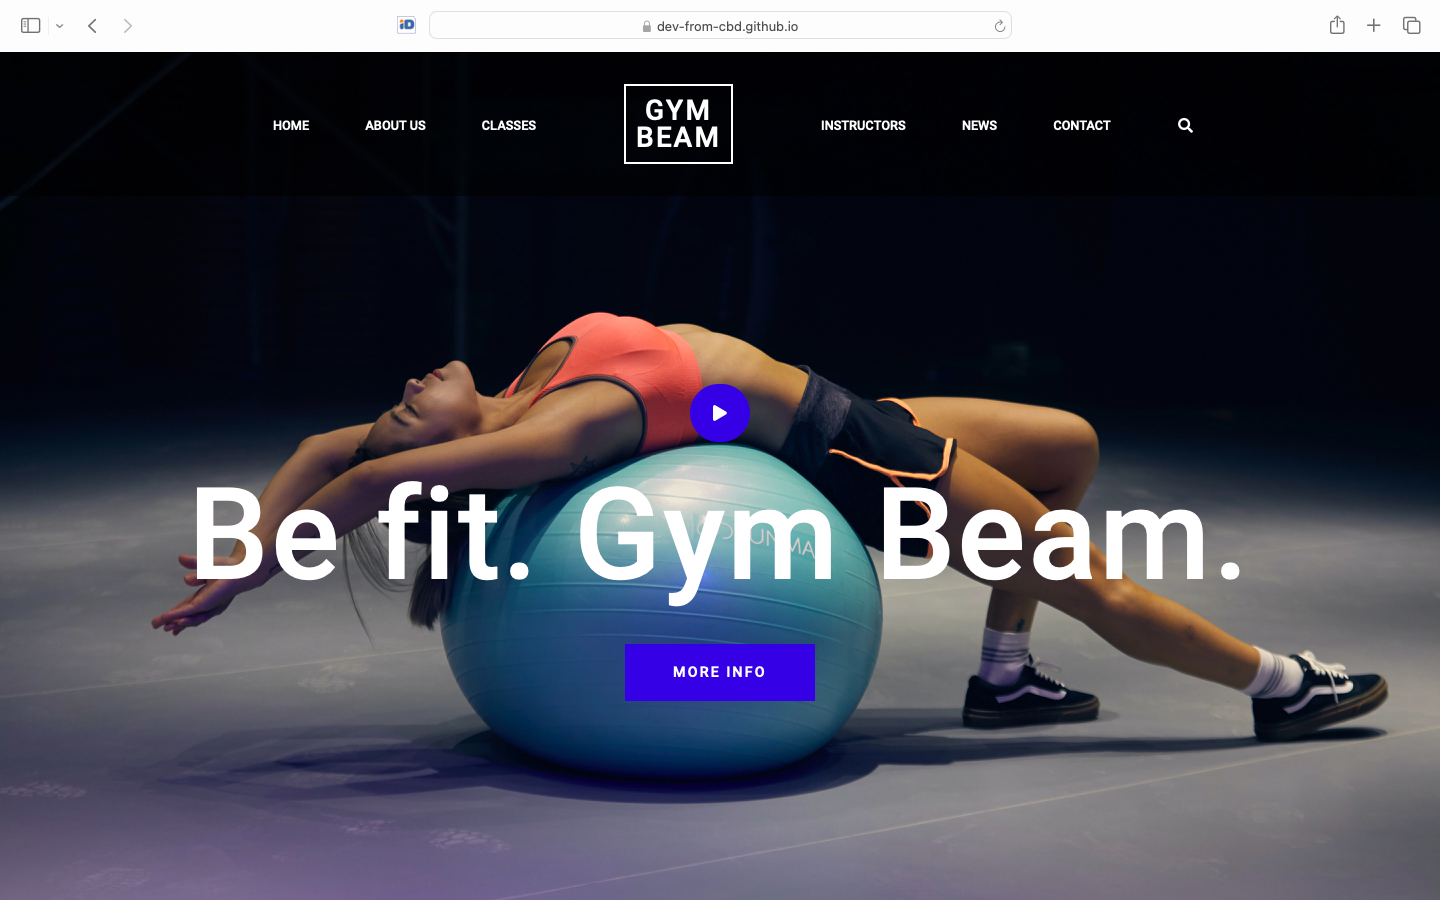 iD
dev-from-cbd.github.io
HOME
ABOUT US
CLASSES
GYM
BEAM
INSTRUCTORS
NEWS
CONTACT
Be fit. Gym Beam.
MORE INFO